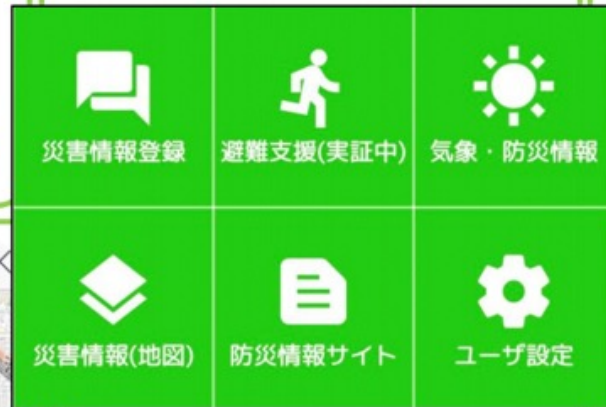 災害情報登録
避難支援(実証中)
気象・防災情報
災害情報(地図)
防災情報サイト
ユーザ設定